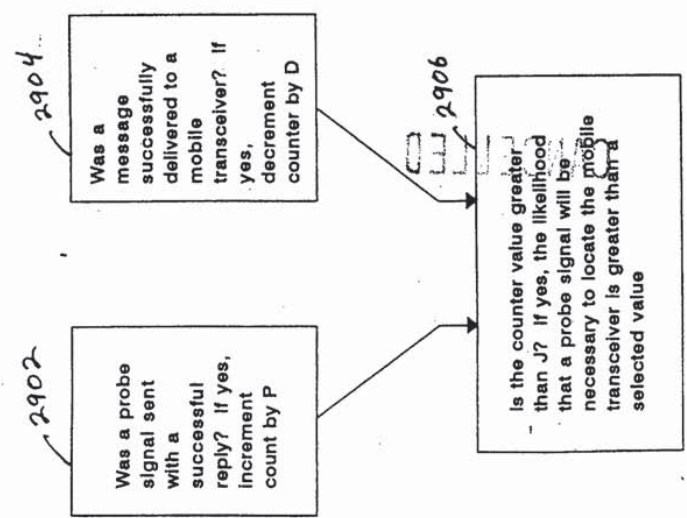 2902
Was a probe
signal sent
with a
successful
reply? If yes,
increment
count by P
2904
Was a
message
successfully
delivered to a
mobile
transceiver? If
yes,
decrement
counter by D
2906
Is the counter value greater
than J? If yes, the likelihood
that a probe signal will be
necessary to locate the mobile
transceiver is greater than a
selected value